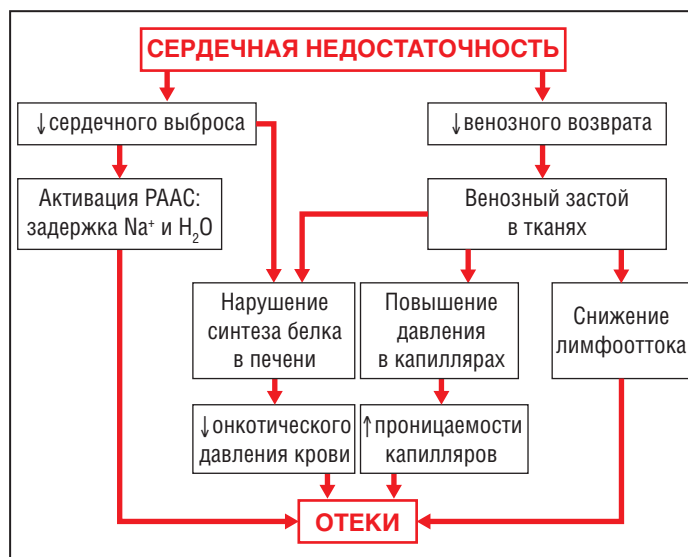 СЕРДЕЧНАЯ НЕДОСТАТОЧНОСТЬ
↓сердечного выброса
↓венозного возврата
Активация РААС:
задержка Na⁺ и H₂O
Венозный застой
в тканях
Нарушение
синтеза белка
в печени
Повышение
давления
в капиллярах
Снижение
лимфооттока
↓онкотического
давления крови
↑проницаемости
капилляров
ОТЕКИ